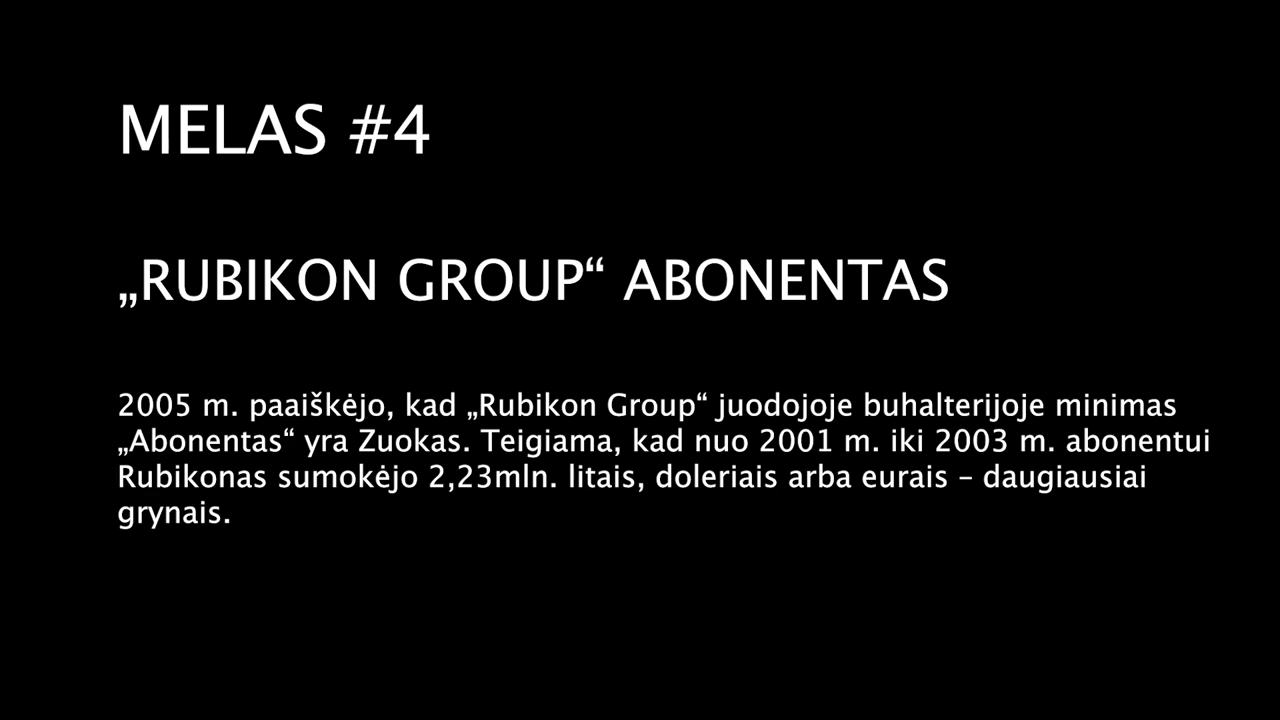 MELAS #4
„RUBIKON GROUP“ ABONENTAS
2005 m. paaiškėjo, kad „Rubikon Group“ juodojoje buhalterijoje minimas
„Abonentas“ yra Zuokas. Teigiama, kad nuo 2001 m. iki 2003 m. abonentui
Rubikonas sumokėjo 2,23mln. litais, doleriais arba eurais – daugiausiai
grynais.